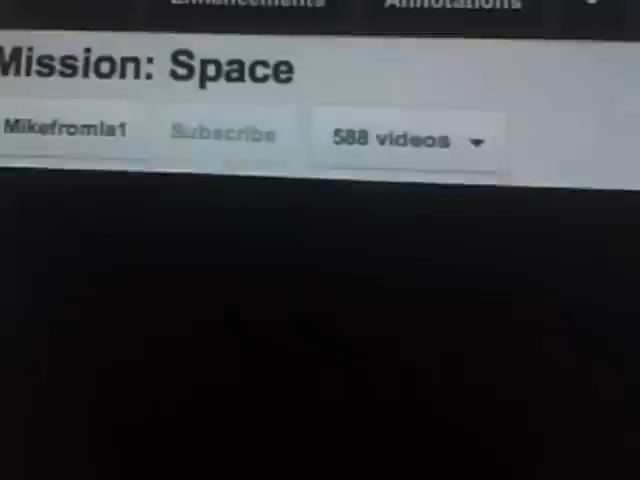 Enhancements Annotations
Mission: Space
Mikefromla1 Subscribe 588 videos